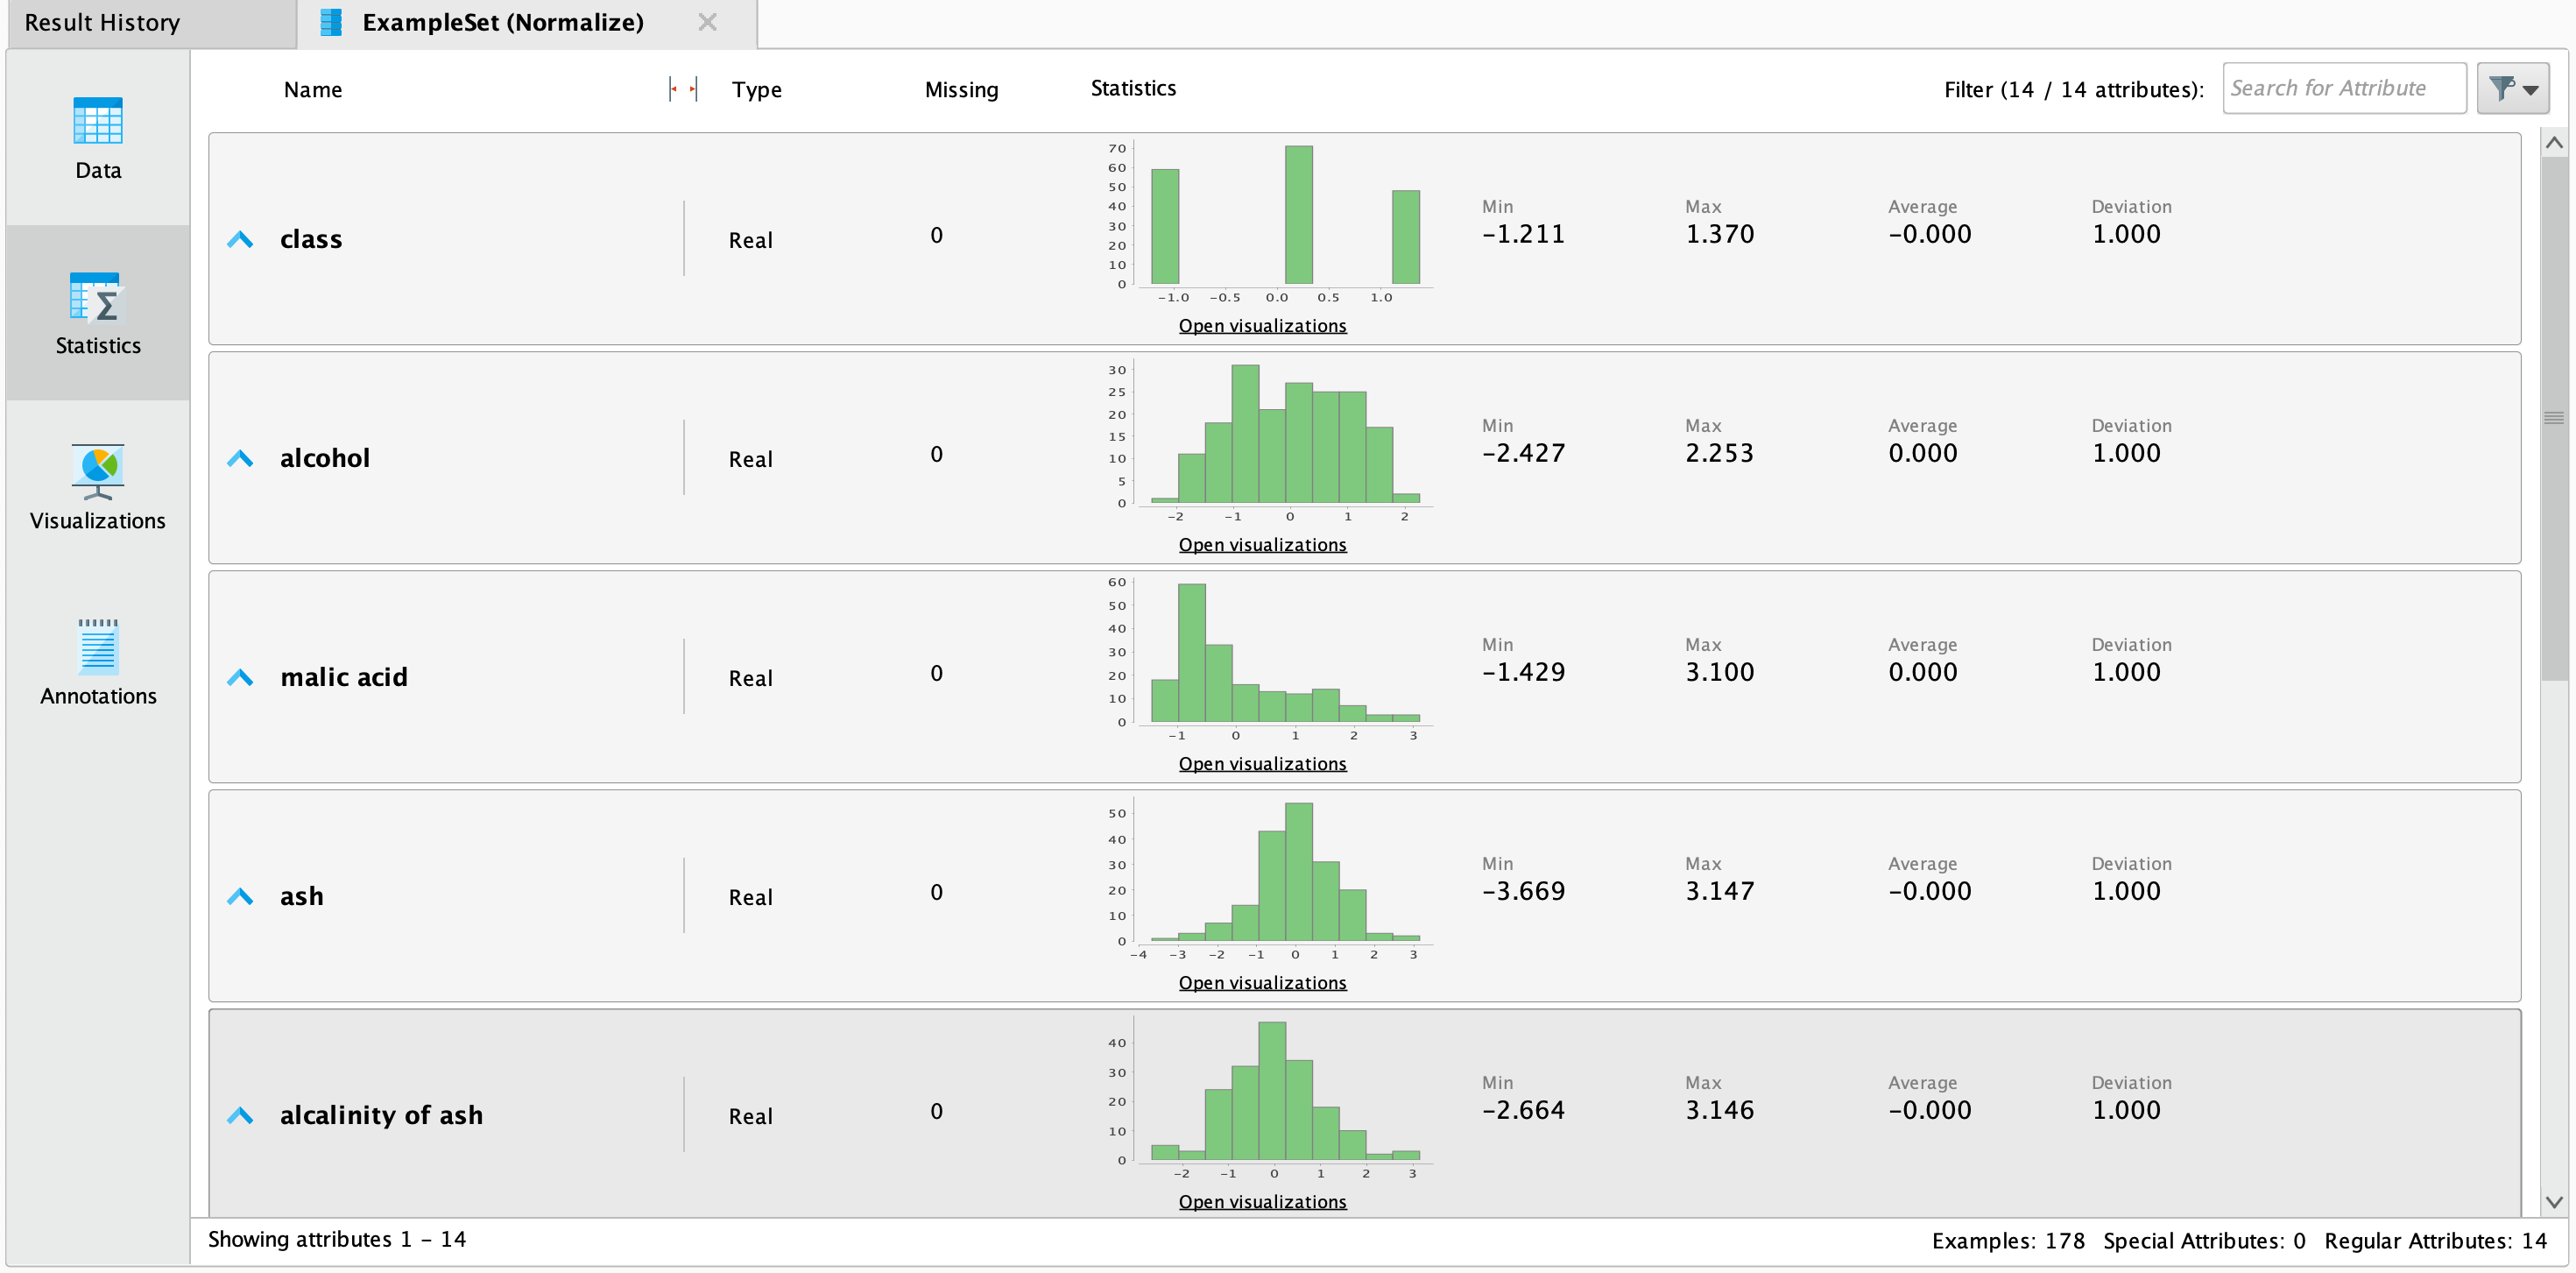 Result History
ExampleSet (Normalize)
Name Type Missing Statistics Filter (14 / 14 attributes): Search for Attribute
Data
Statistics
Visualizations
Annotations
class Real 0
70
60
50
40
30
20
10
0
−1.0 −0.5 0.0 0.5 1.0
Open visualizations
Min Max Average Deviation
−1.211 1.370 −0.000 1.000
alcohol Real 0
30
25
20
15
10
5
0
−2 −1 0 1 2
Open visualizations
Min Max Average Deviation
−2.427 2.253 0.000 1.000
malic acid Real 0
60
50
40
30
20
10
0
−1 0 1 2 3
Open visualizations
Min Max Average Deviation
−1.429 3.100 0.000 1.000
ash Real 0
50
40
30
20
10
0
−4 −3 −2 −1 0 1 2 3
Open visualizations
Min Max Average Deviation
−3.669 3.147 −0.000 1.000
alcalinity of ash Real 0
40
30
20
10
0
−2 −1 0 1 2 3
Open visualizations
Min Max Average Deviation
−2.664 3.146 −0.000 1.000
Showing attributes 1 – 14
Examples: 178 Special Attributes: 0 Regular Attributes: 14